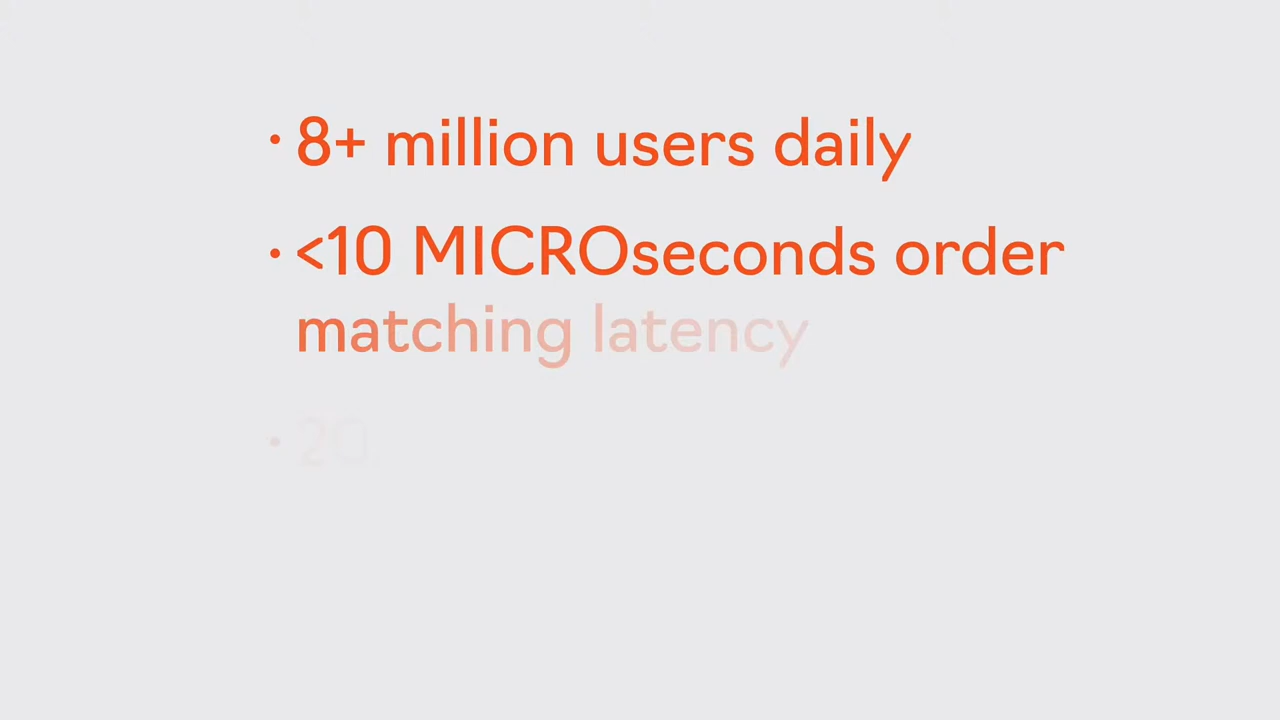 · 8+ million users daily
· <10 MICROseconds order
matching latency